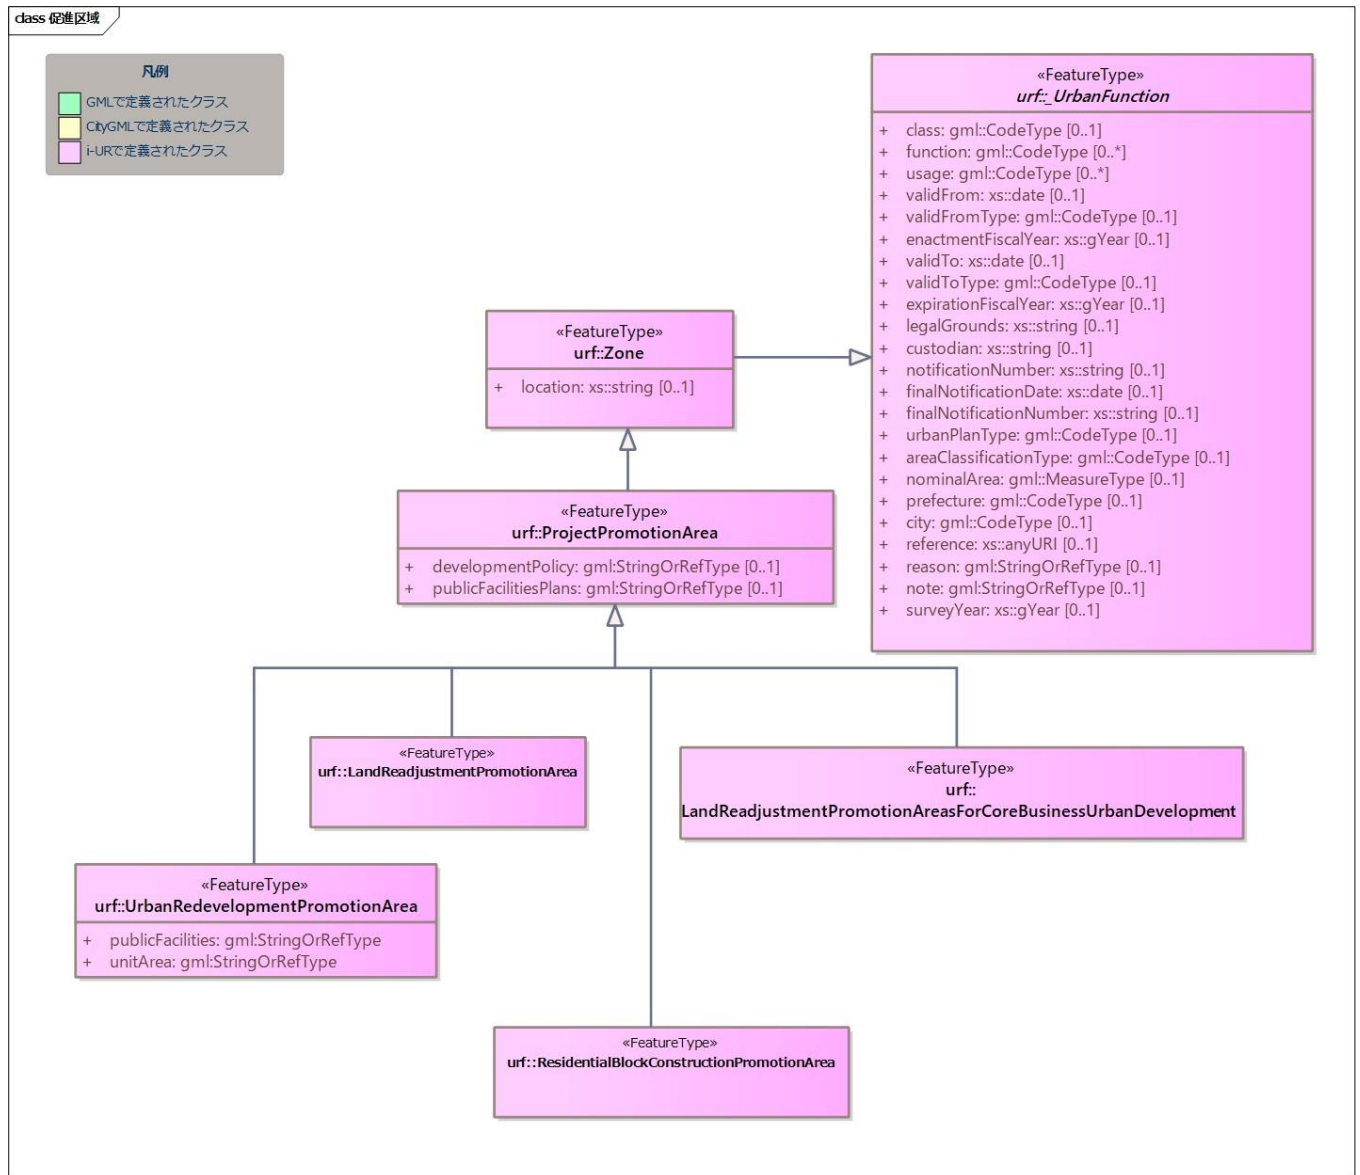 class 促進区域
凡例
GMLで定義されたクラス
CityGMLで定義されたクラス
i-URで定義されたクラス
«FeatureType»
urf::_UrbanFunction
+ class: gml::CodeType [0..1]
+ function: gml::CodeType [0..*]
+ usage: gml::CodeType [0..*]
+ validFrom: xs::date [0..1]
+ validFromType: gml::CodeType [0..1]
+ enactmentFiscalYear: xs::gYear [0..1]
+ validTo: xs::date [0..1]
+ validToType: gml::CodeType [0..1]
+ expirationFiscalYear: xs::gYear [0..1]
+ legalGrounds: xs::string [0..1]
+ custodian: xs::string [0..1]
+ notificationNumber: xs::string [0..1]
+ finalNotificationDate: xs::date [0..1]
+ finalNotificationNumber: xs::string [0..1]
+ urbanPlanType: gml::CodeType [0..1]
+ areaClassificationType: gml::CodeType [0..1]
+ nominalArea: gml::MeasureType [0..1]
+ prefecture: gml::CodeType [0..1]
+ city: gml::CodeType [0..1]
+ reference: xs::anyURI [0..1]
+ reason: gml:StringOrRefType [0..1]
+ note: gml:StringOrRefType [0..1]
+ surveyYear: xs::gYear [0..1]
«FeatureType»
urf::Zone
+ location: xs::string [0..1]
«FeatureType»
urf::ProjectPromotionArea
+ developmentPolicy: gml:StringOrRefType [0..1]
+ publicFacilitiesPlans: gml:StringOrRefType [0..1]
«FeatureType»
urf::LandReadjustmentPromotionArea
«FeatureType»
urf::
LandReadjustmentPromotionAreasForCoreBusinessUrbanDevelopment
«FeatureType»
urf::UrbanRedevelopmentPromotionArea
+ publicFacilities: gml:StringOrRefType
+ unitArea: gml:StringOrRefType
«FeatureType»
urf::ResidentialBlockConstructionPromotionArea